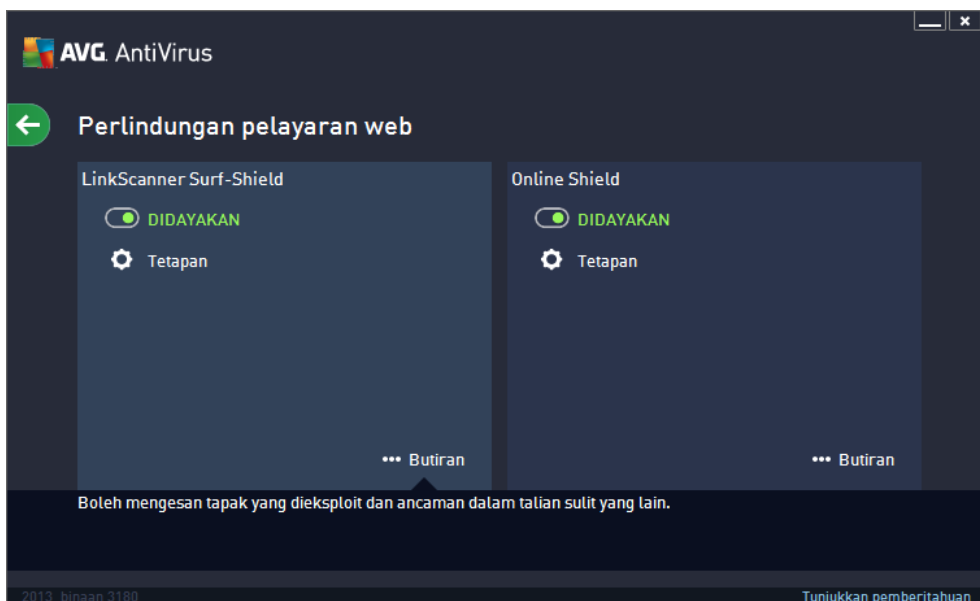 AVG. AntiVirus
Perlindungan pelayaran web
LinkScanner Surf-Shield
DIDAYAKAN
Tetapan
Butiran
Online Shield
DIDAYAKAN
Tetapan
Butiran
Boleh mengesan tapak yang dieksploit dan ancaman dalam talian sulit yang lain.
2013 binaan 3180
Tunjukkan pemberitahuan